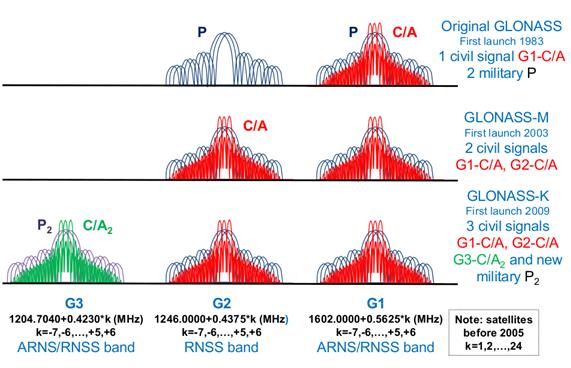 P
P C/A
Original GLONASS
First launch 1983
1 civil signal G1-C/A
2 military P
C/A
GLONASS-M
First launch 2003
2 civil signals
G1-C/A, G2-C/A
P2 C/A2
GLONASS-K
First launch 2009
3 civil signals
G1-C/A, G2-C/A
G3-C/A2 and new
military P2
G3
1204.7040+0.4230*k (MHz)
k=-7,-6,...,+5,+6
ARNS/RNSS band
G2
1246.0000+0.4375*k (MHz)
k=-7,-6,...,+5,+6
RNSS band
G1
1602.0000+0.5625*k (MHz)
k=-7,-6,...,+5,+6
ARNS/RNSS band
Note: satellites
before 2005
k=1,2,...,24